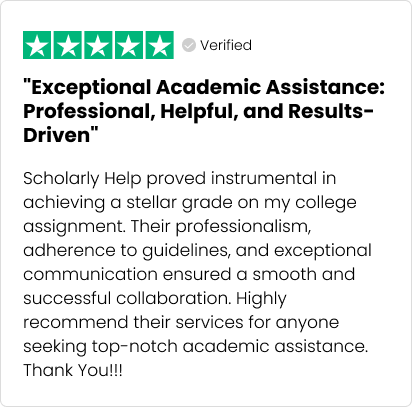 Verified
"Exceptional Academic Assistance:
Professional, Helpful, and Results-
Driven"
Scholarly Help proved instrumental in
achieving a stellar grade on my college
assignment. Their professionalism,
adherence to guidelines, and exceptional
communication ensured a smooth and
successful collaboration. Highly
recommend their services for anyone
seeking top-notch academic assistance.
Thank You!!!